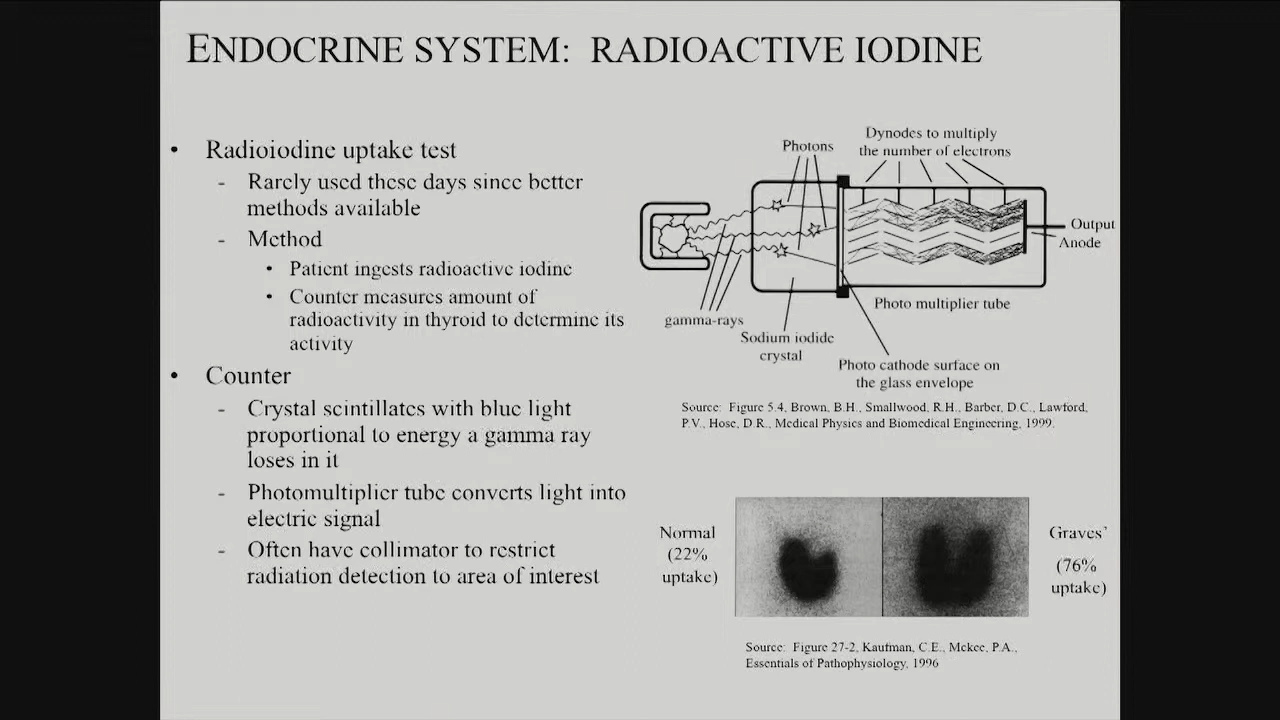 ENDOCRINE SYSTEM: RADIOACTIVE IODINE
• Radioiodine uptake test
- Rarely used these days since better
methods available
- Method
• Patient ingests radioactive iodine
• Counter measures amount of
radioactivity in thyroid to determine its
activity
• Counter
- Crystal scintillates with blue light
proportional to energy a gamma ray
loses in it
- Photomultiplier tube converts light into
electric signal
- Often have collimator to restrict
radiation detection to area of interest
Photons
Dynodes to multiply
the number of electrons
Output
Anode
Photo multiplier tube
gamma-rays
Sodium iodide
crystal
Photo cathode surface on
the glass envelope
Source: Figure 5.4, Brown, B.H., Smallwood, R.H., Barber, D.C., Lawford,
P.V., Hose, D.R., Medical Physics and Biomedical Engineering, 1999.
Normal
(22%
uptake)
Graves'
(76%
uptake)
Source: Figure 27-2, Kaufman, C.E., Mckee, P.A.,
Essentials of Pathophysiology, 1996